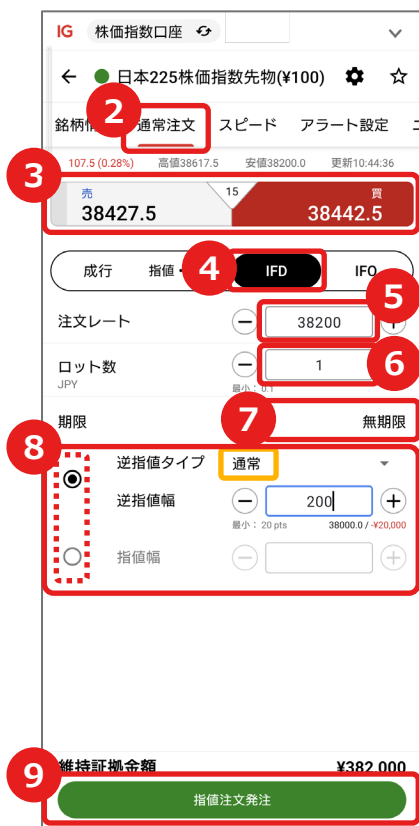 IG 株価指数口座
日本225株価指数先物(¥100)
2
銘柄情 通常注文 スピード アラート設定
3
107.5 (0.28%) 高値38617.5 安値38200.0 更新10:44:36
売 15 買
38427.5 38442.5
4
成行 指値・ IFD IFO
5
注文レート 38200
6
ロット数 1
JPY 最小: 0.1
7
期限 無期限
8
逆指値タイプ 通常
逆指値幅 200
最小: 20 pts 38000.0 / -¥20,000
指値幅
9
維持証拠金額 ¥382,000
指値注文発注